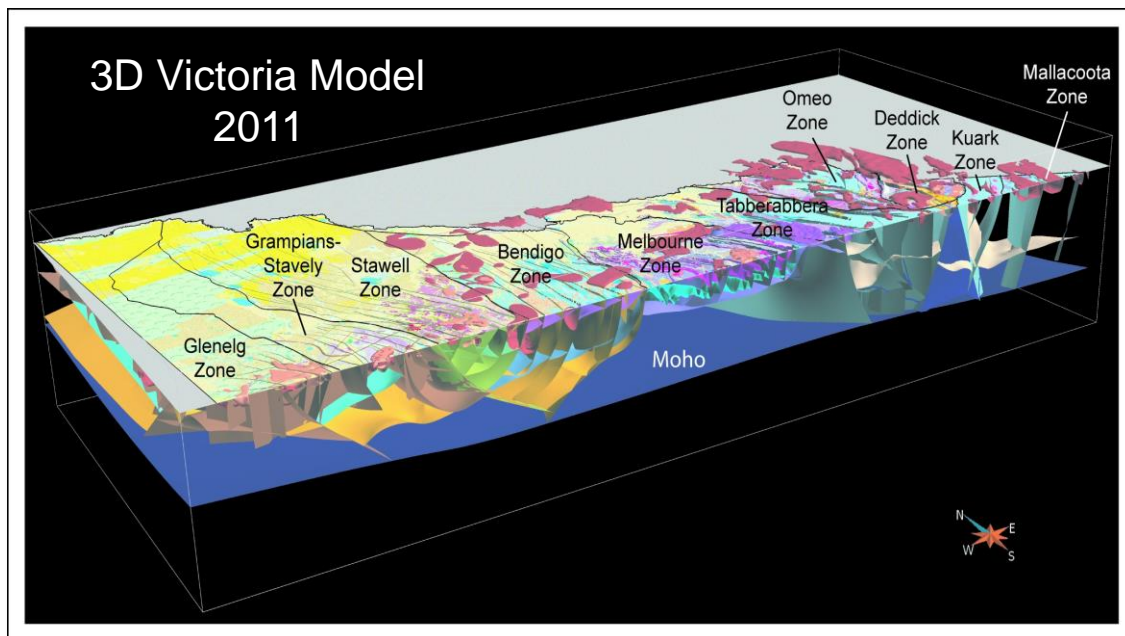 3D Victoria Model
2011
Mallacoota
Zone
Omeo
Zone
Deddick
Zone
Kuark
Zone
Tabberabbera
Zone
Grampians-
Stavely
Zone
Stawell
Zone
Bendigo
Zone
Melbourne
Zone
Glenelg
Zone
Moho
N
E
W
S